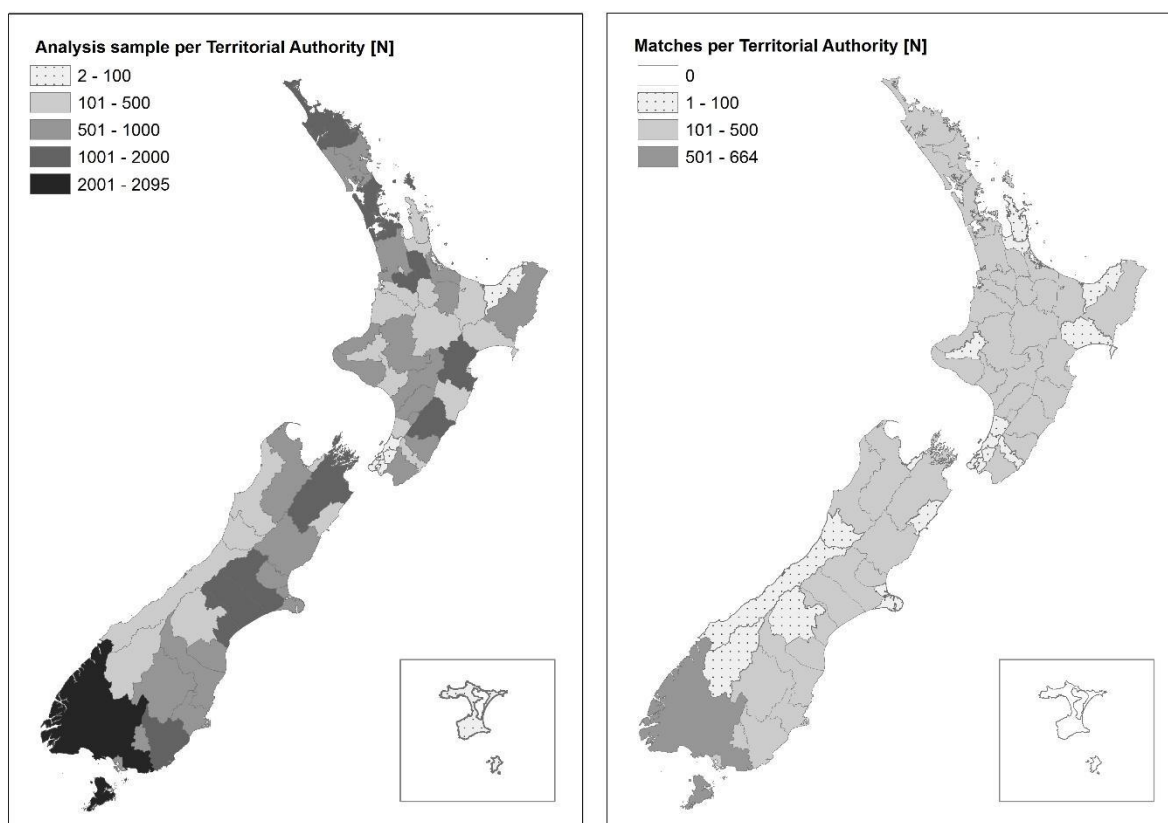 Analysis sample per Territorial Authority [N]
2 - 100
101 - 500
501 - 1000
1001 - 2000
2001 - 2095
Matches per Territorial Authority [N]
0
1 - 100
101 - 500
501 - 664